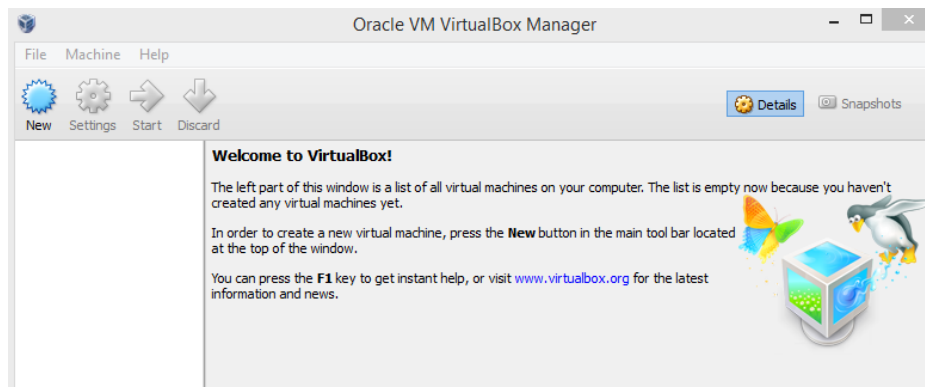 Oracle VM VirtualBox Manager
File Machine Help
New Settings Start Discard
Details Snapshots
Welcome to VirtualBox!
The left part of this window is a list of all virtual machines on your computer. The list is empty now because you haven't
created any virtual machines yet.
In order to create a new virtual machine, press the New button in the main tool bar located
at the top of the window.
You can press the F1 key to get instant help, or visit www.virtualbox.org for the latest
information and news.